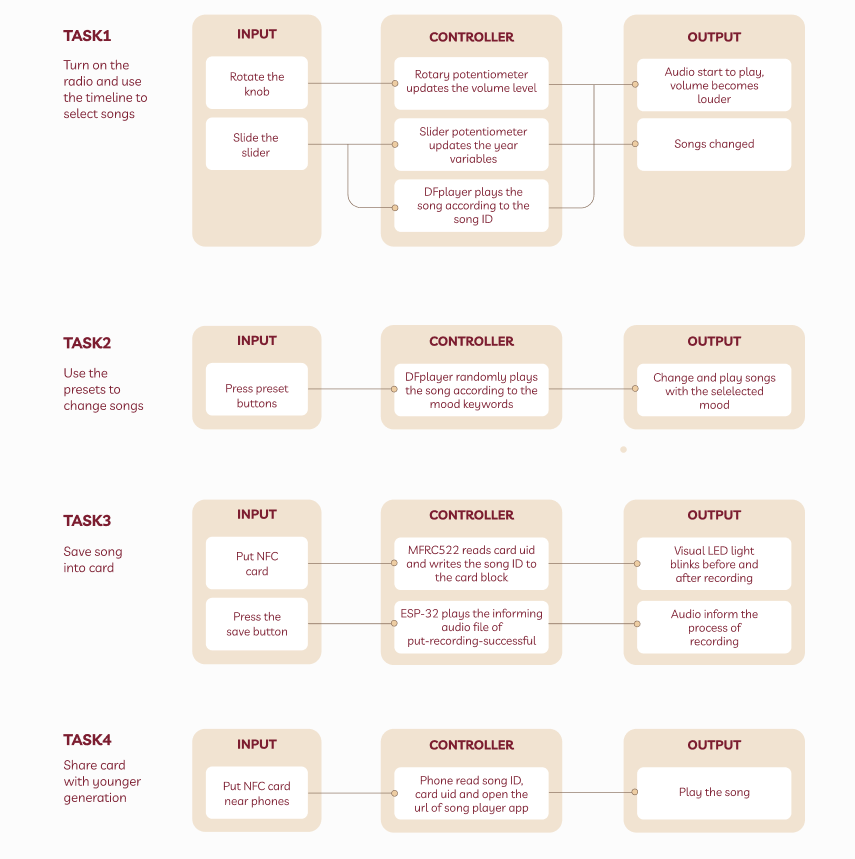 TASK1
Turn on the
radio and use
the timeline to
select songs
INPUT
Rotate the
knob
Slide the
slider
CONTROLLER
Rotary potentiometer
updates the volume level
Slider potentiometer
updates the year
variables
DFplayer plays the
song according to the
song ID
OUTPUT
Audio start to play,
volume becomes
louder
Songs changed
TASK2
Use the
presets to
change songs
INPUT
Press preset
buttons
CONTROLLER
DFplayer randomly plays
the song according to the
mood keywords
OUTPUT
Change and play songs
with the selelected
mood
TASK3
Save song
into card
INPUT
Put NFC
card
Press the
save button
CONTROLLER
MFRC522 reads card uid
and writes the song ID to
the card block
ESP-32 plays the informing
audio file of
put-recording-successful
OUTPUT
Visual LED light
blinks before and
after recording
Audio inform the
process of
recording
TASK4
Share card
with younger
generation
INPUT
Put NFC card
near phones
CONTROLLER
Phone read song ID,
card uid and open the
url of song player app
OUTPUT
Play the song